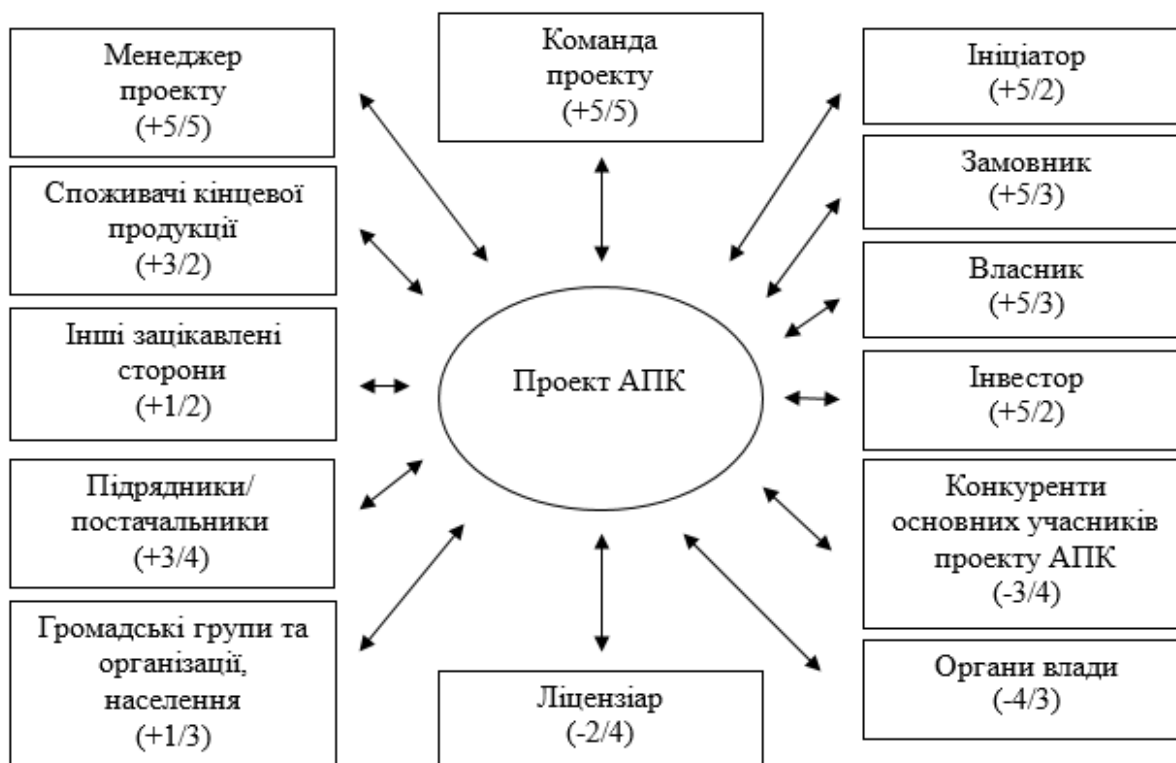 Менеджер
проекту
(+5/5)
Споживачі кінцевої
продукції
(+3/2)
Інші зацікавлені
сторони
(+1/2)
Підрядники/
постачальники
(+3/4)
Громадські групи та
організації,
населення
(+1/3)
Команда
проекту
(+5/5)
Проект АПК
Ліцензіар
(-2/4)
Ініціатор
(+5/2)
Замовник
(+5/3)
Власник
(+5/3)
Інвестор
(+5/2)
Конкуренти
основних учасників
проекту АПК
(-3/4)
Органи влади
(-4/3)